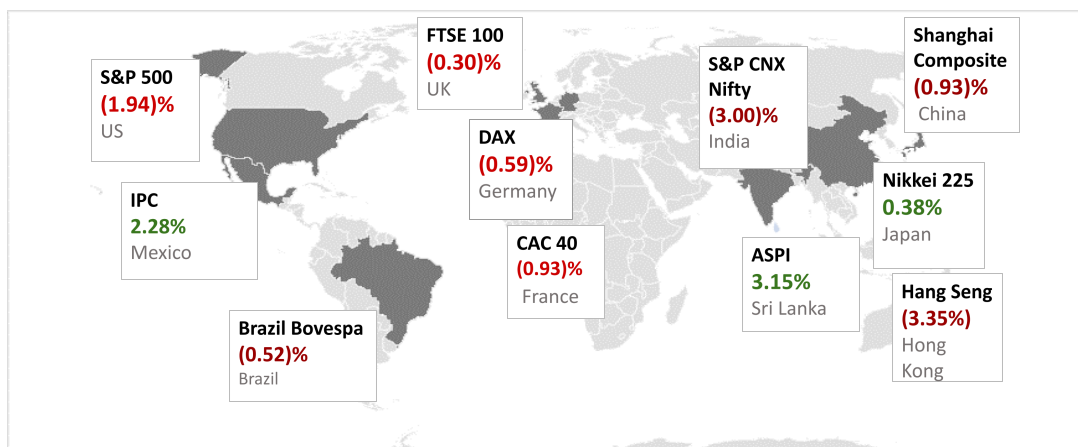 S&P 500
(1.94)%
US
FTSE 100
(0.30)%
UK
S&P CNX
Nifty
(3.00)%
India
Shanghai
Composite
(0.93)%
China
DAX
(0.59)%
Germany
IPC
2.28%
Mexico
Nikkei 225
0.38%
Japan
CAC 40
(0.93)%
France
ASPI
3.15%
Sri Lanka
Hang Seng
(3.35%)
Hong
Kong
Brazil Bovespa
(0.52)%
Brazil